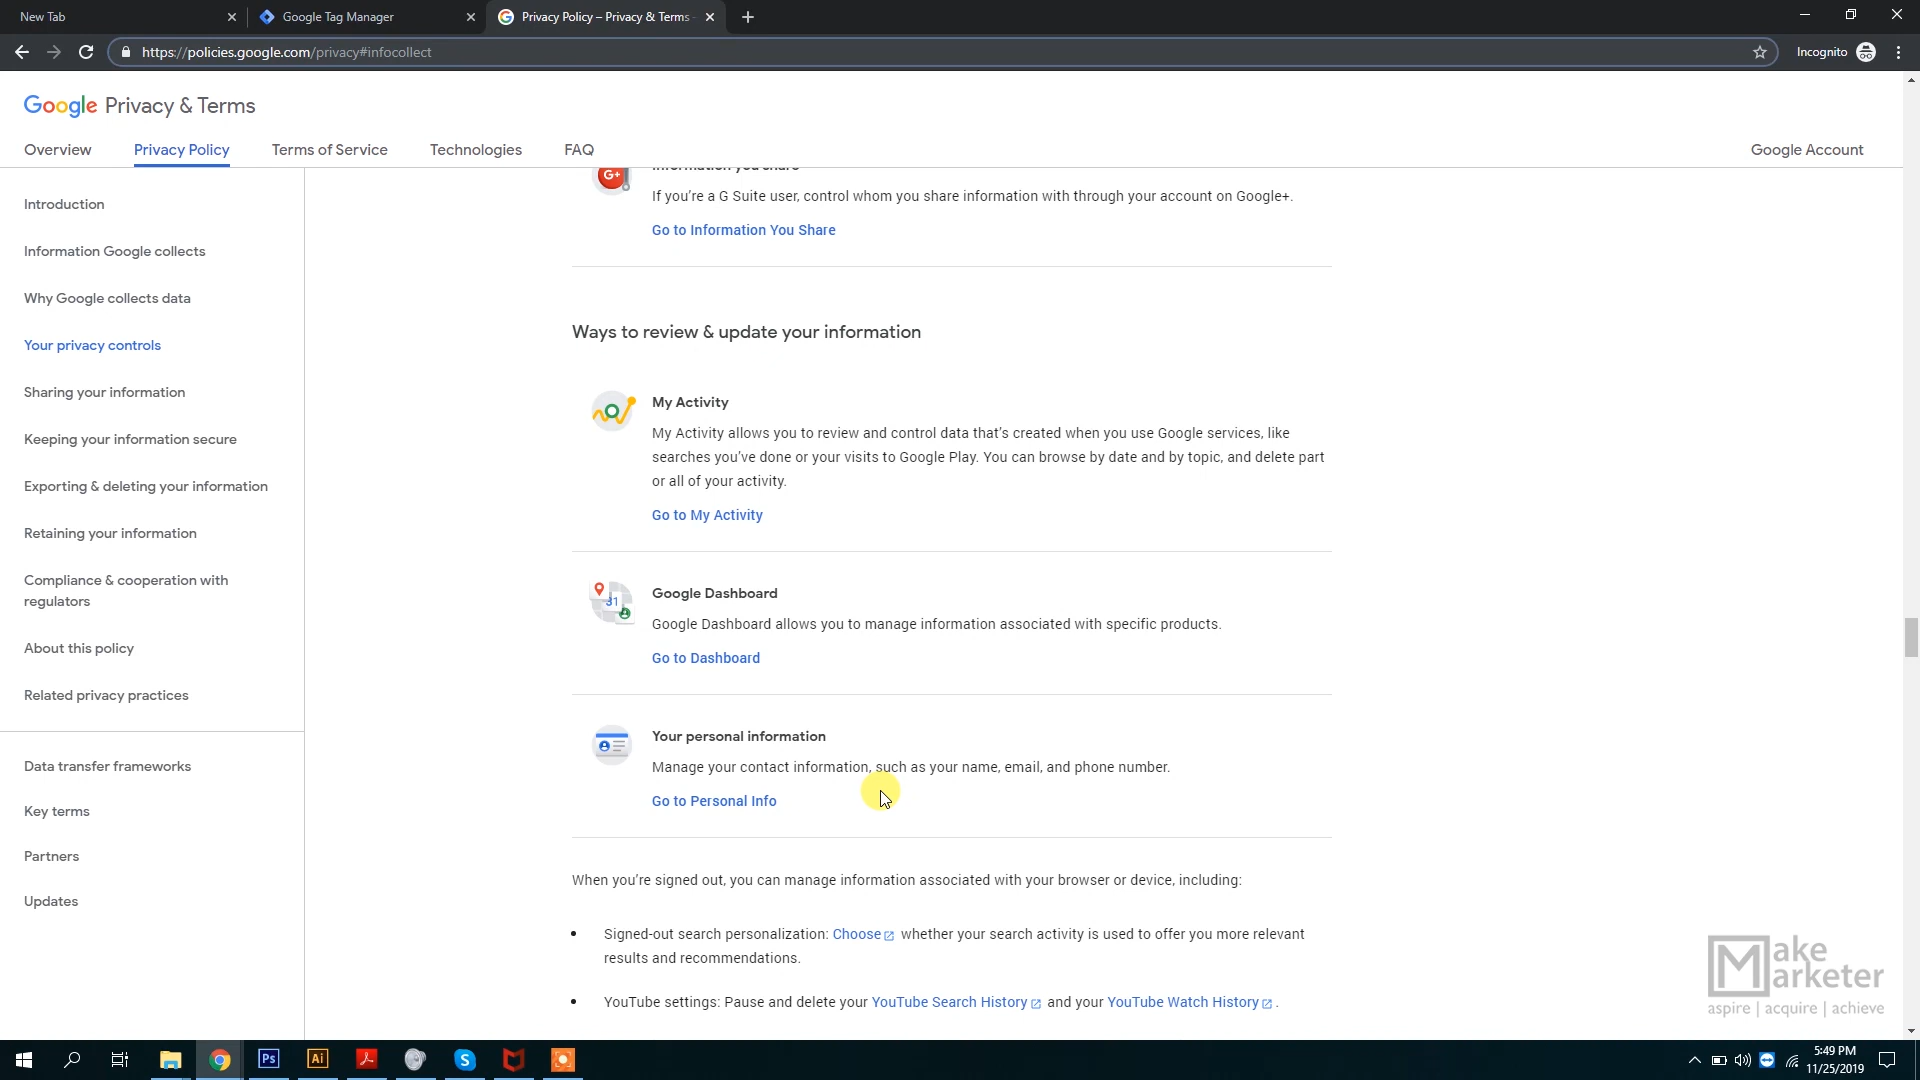 New Tab
Google Tag Manager
Privacy Policy – Privacy & Terms -
https://policies.google.com/privacy#infocollect
Incognito
Google Privacy & Terms
Overview
Privacy Policy
Terms of Service
Technologies
FAQ
Google Account
Introduction
Information Google collects
Why Google collects data
Your privacy controls
Sharing your information
Keeping your information secure
Exporting & deleting your information
Retaining your information
Compliance & cooperation with
regulators
About this policy
Related privacy practices
Data transfer frameworks
Key terms
Partners
Updates
G+
Information you share
If you're a G Suite user, control whom you share information with through your account on Google+.
Go to Information You Share
Ways to review & update your information
My Activity
My Activity allows you to review and control data that's created when you use Google services, like
searches you've done or your visits to Google Play. You can browse by date and by topic, and delete part
or all of your activity.
Go to My Activity
31
Google Dashboard
Google Dashboard allows you to manage information associated with specific products.
Go to Dashboard
Your personal information
Manage your contact information, such as your name, email, and phone number.
Go to Personal Info
When you're signed out, you can manage information associated with your browser or device, including:
• Signed-out search personalization: Choose whether your search activity is used to offer you more relevant
results and recommendations.
• YouTube settings: Pause and delete your YouTube Search History and your YouTube Watch History .
Make
Marketer
aspire | acquire | achieve
Ps
Ai
S
5:49 PM
11/25/2019